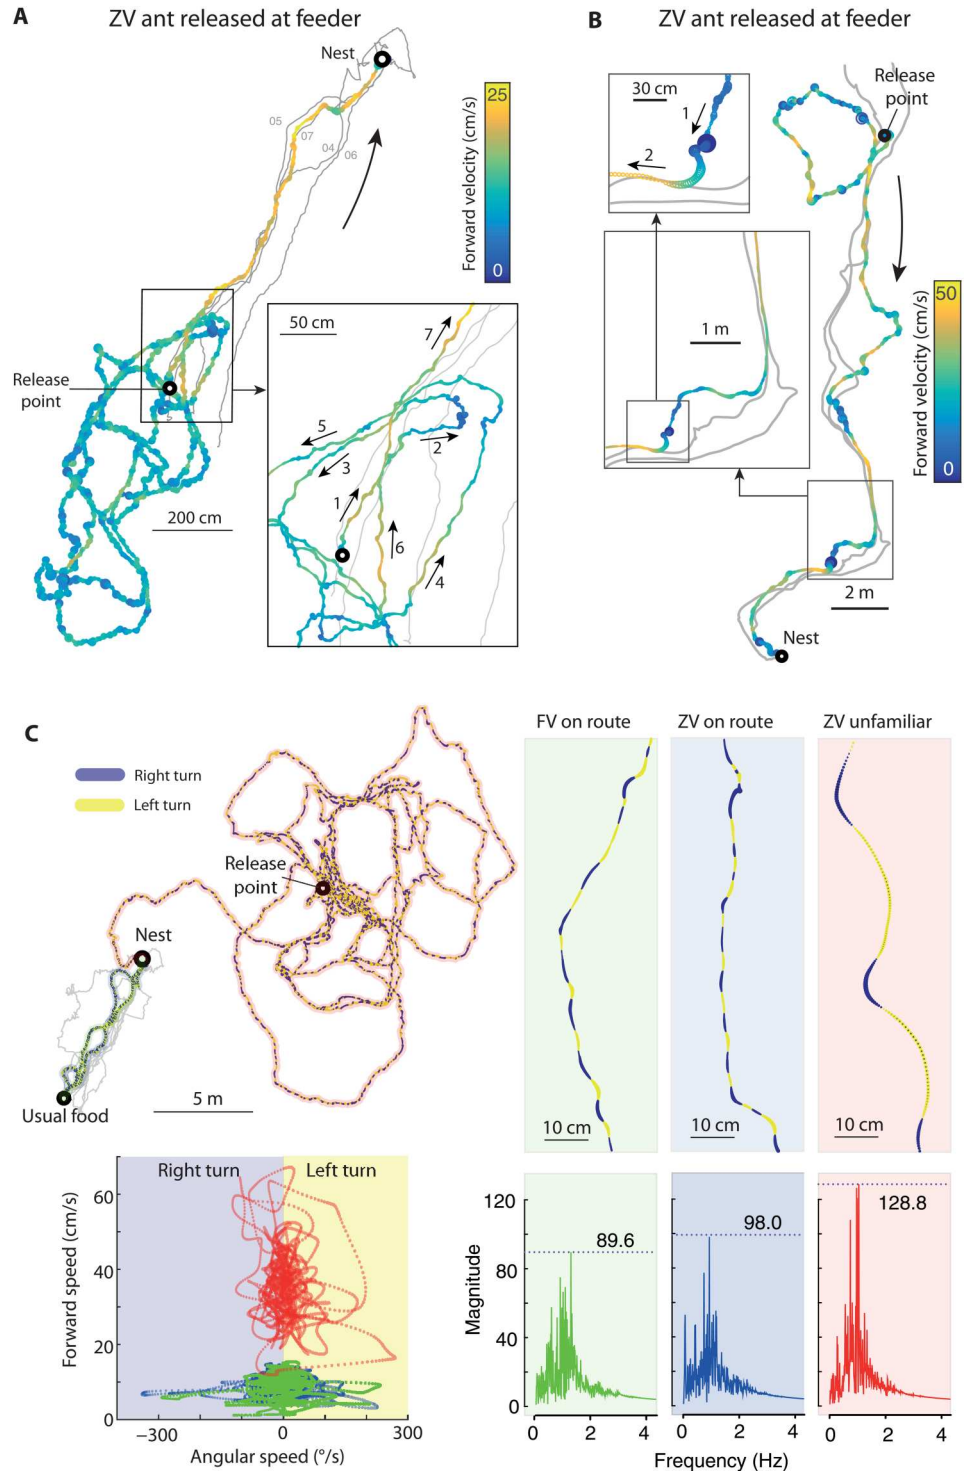 A
ZV ant released at feeder
Nest
05
07
04
06
25
Forward velocity (cm/s)
0
Release
point
200 cm
50 cm
7
5
3
2
1
6
4
B
ZV ant released at feeder
30 cm
1
2
Release
point
1 m
50
Forward velocity (cm/s)
0
2 m
Nest
C
Right turn
Left turn
Release
point
Nest
Usual food
5 m
FV on route
ZV on route
ZV unfamiliar
10 cm
10 cm
10 cm
Right turn
Left turn
Forward speed (cm/s)
60
40
20
0
−300
0
300
Angular speed (°/s)
Magnitude
120
80
40
0
89.6
98.0
128.8
0 2 4
0 2 4
0 2 4
Frequency (Hz)